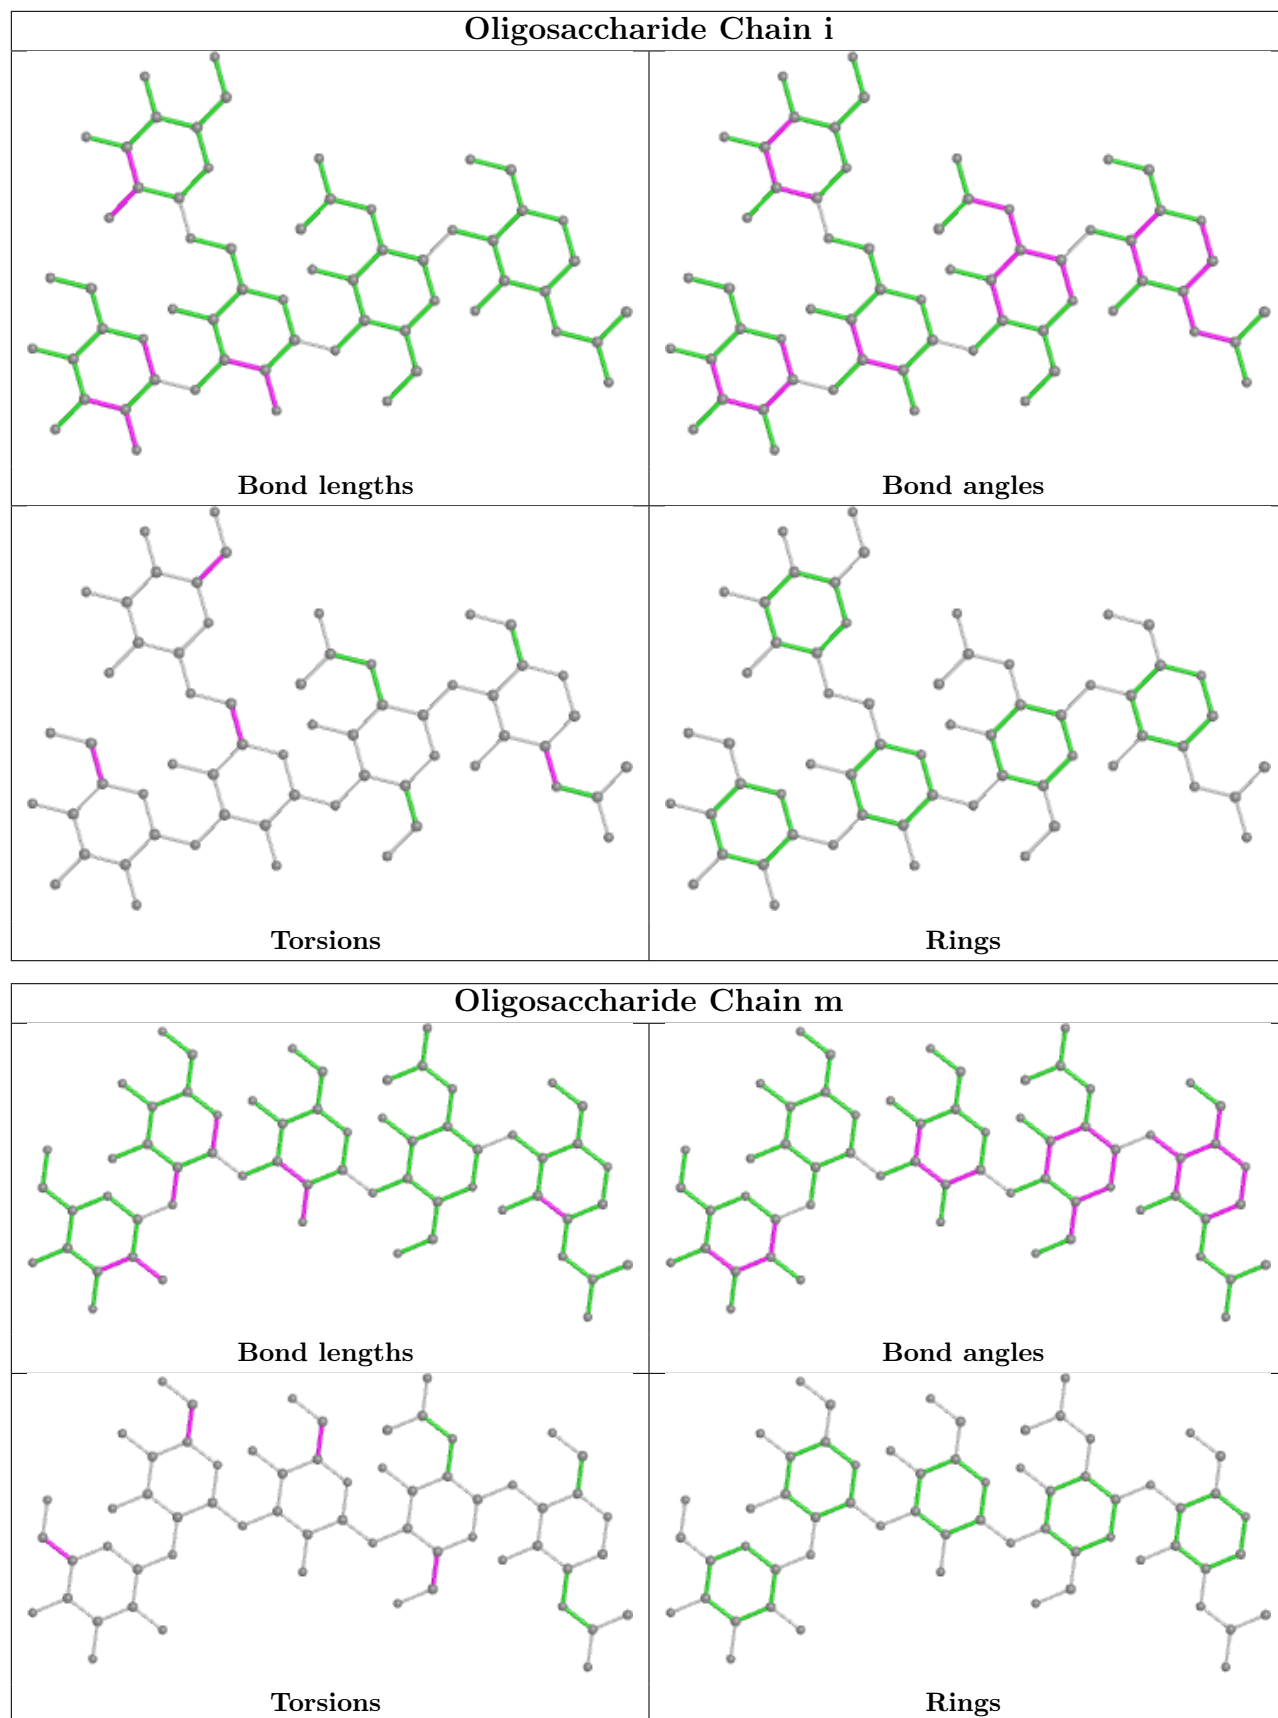 Oligosaccharide Chain i
Bond lengths
Bond angles
Torsions
Rings
Oligosaccharide Chain m
Bond lengths
Bond angles
Torsions
Rings